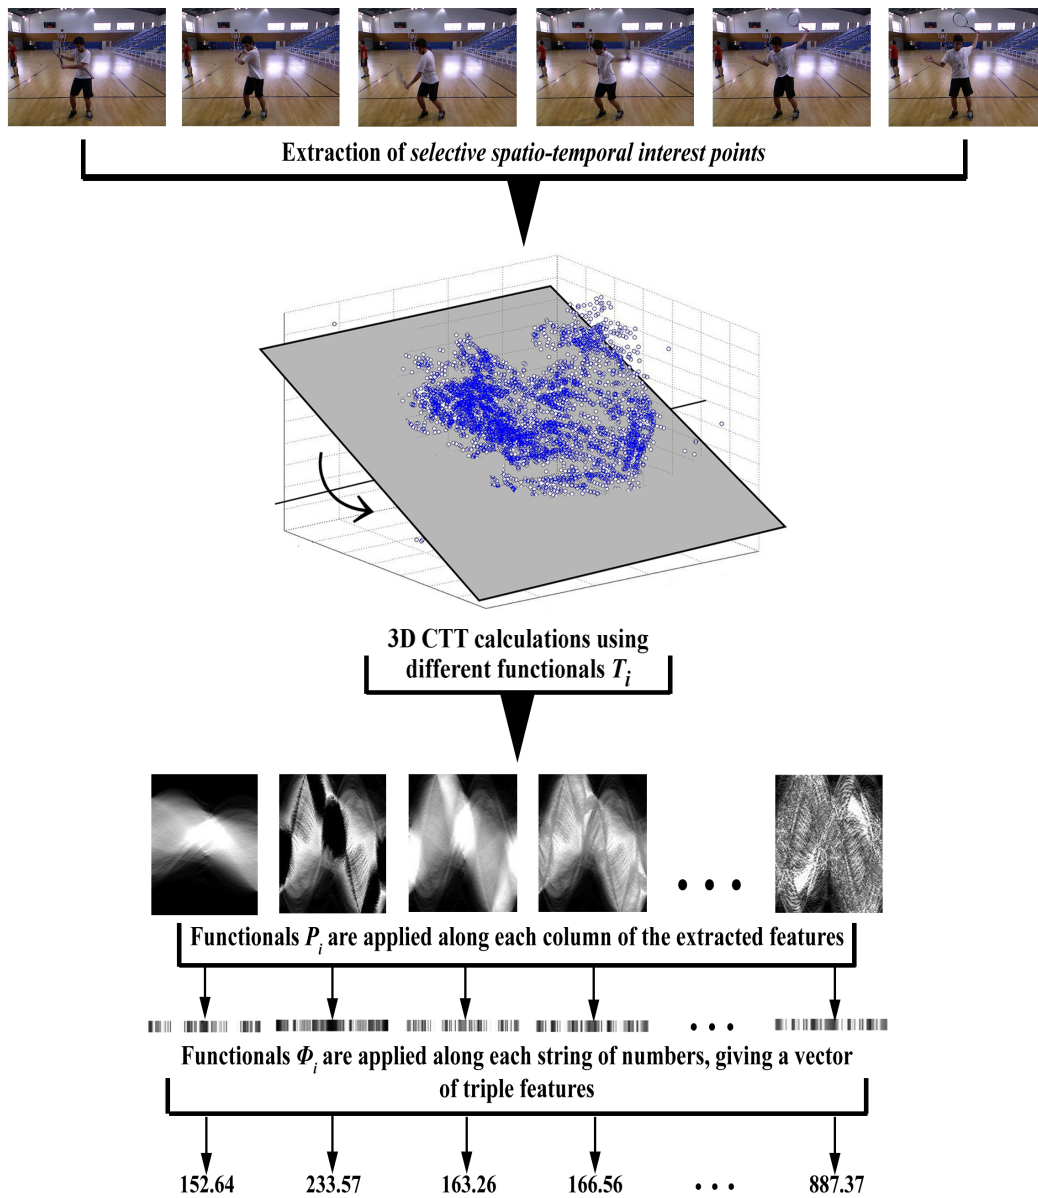 Extraction of selective spatio-temporal interest points
3D CTT calculations using
different functionals Ti
Functionals Pi are applied along each column of the extracted features
Functionals Φi are applied along each string of numbers, giving a vector
of triple features
152.64 233.57 163.26 166.56 • • • 887.37